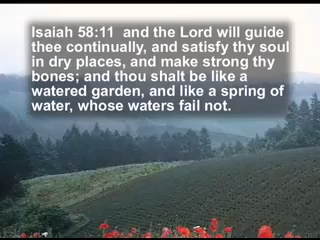 Isaiah 58:11 and the Lord will guide
thee continually, and satisfy thy soul
in dry places, and make strong thy
bones; and thou shalt be like a
watered garden, and like a spring of
water, whose waters fail not.